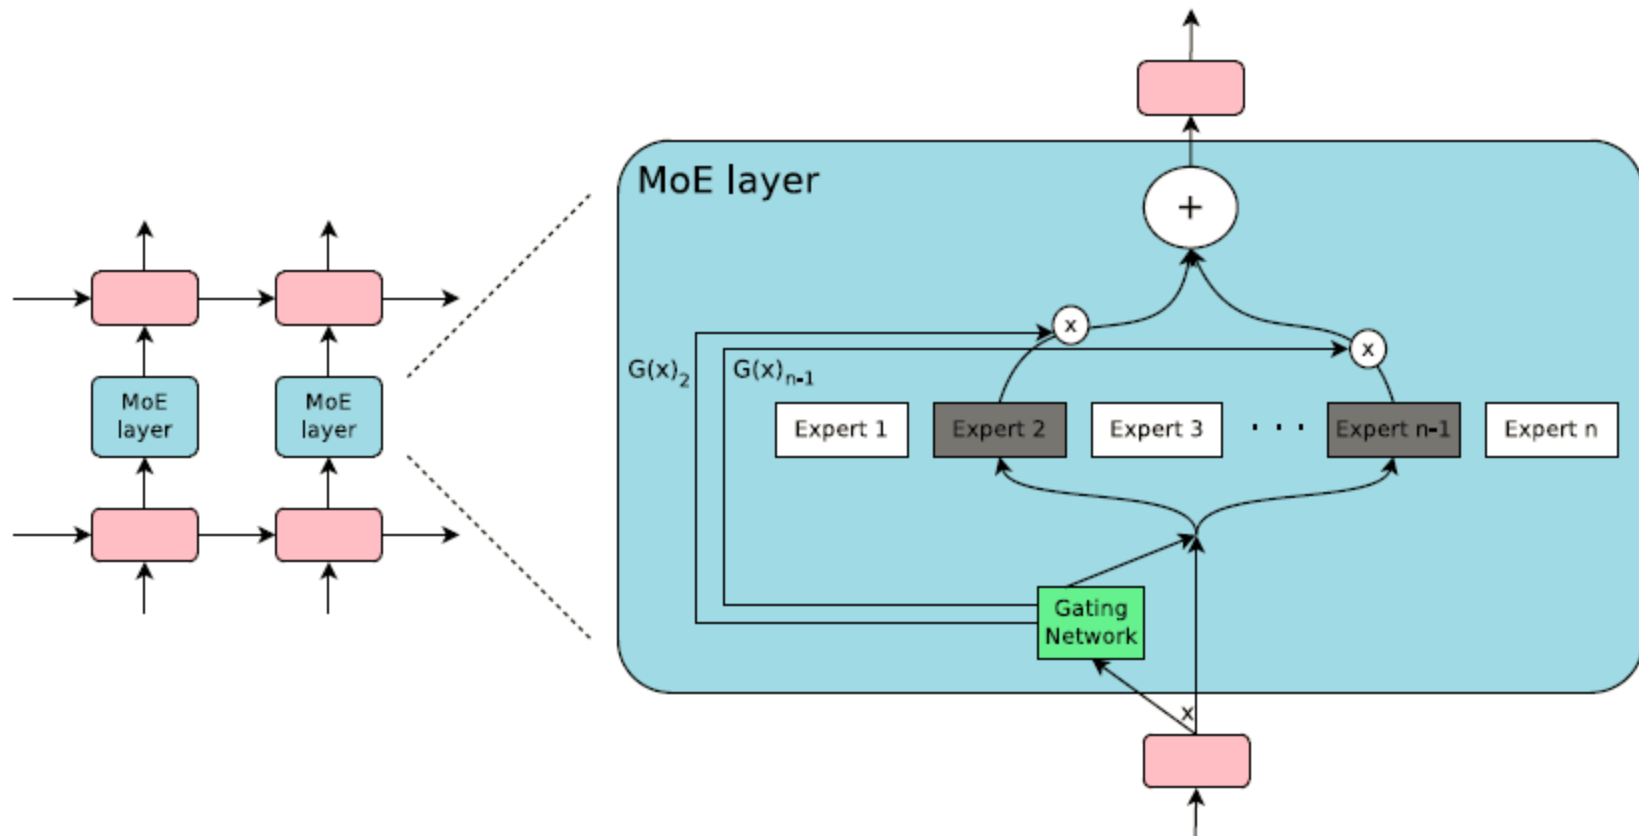 MoE layer
+
x
x
G(x)2
G(x)n-1
MoE
layer
MoE
layer
Expert 1
Expert 2
Expert 3
. . .
Expert n-1
Expert n
Gating
Network
x